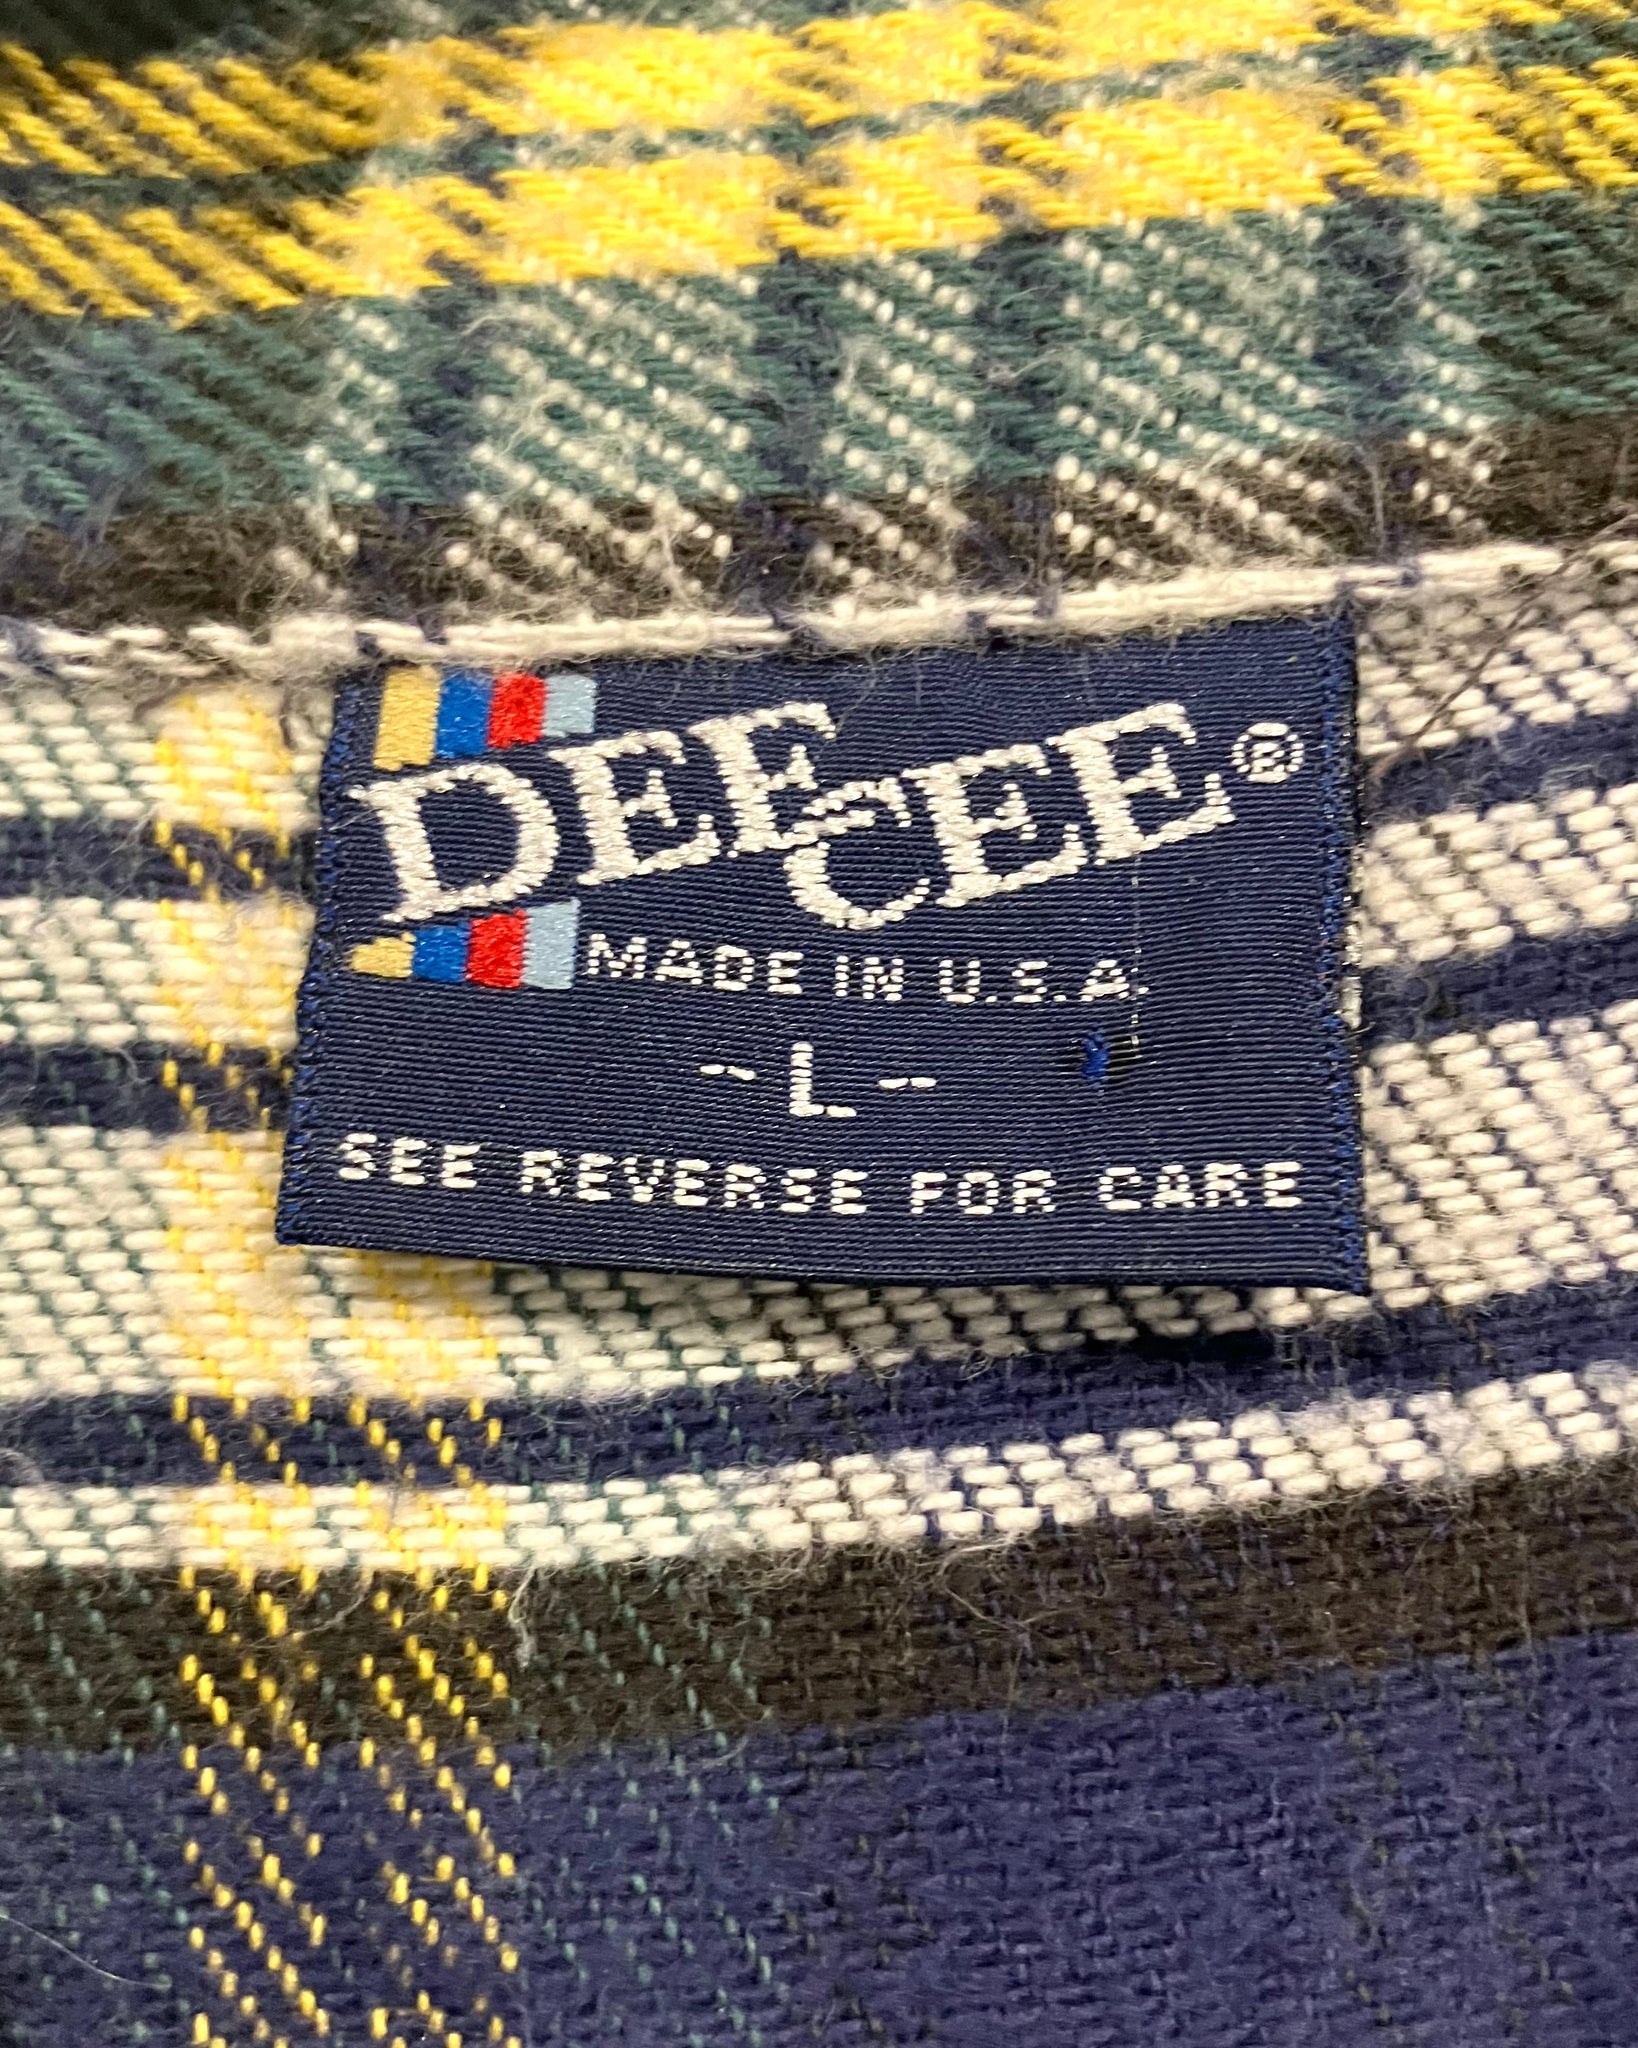 DEE CEE®
MADE IN U.S.A.
- L -
SEE REVERSE FOR CARE